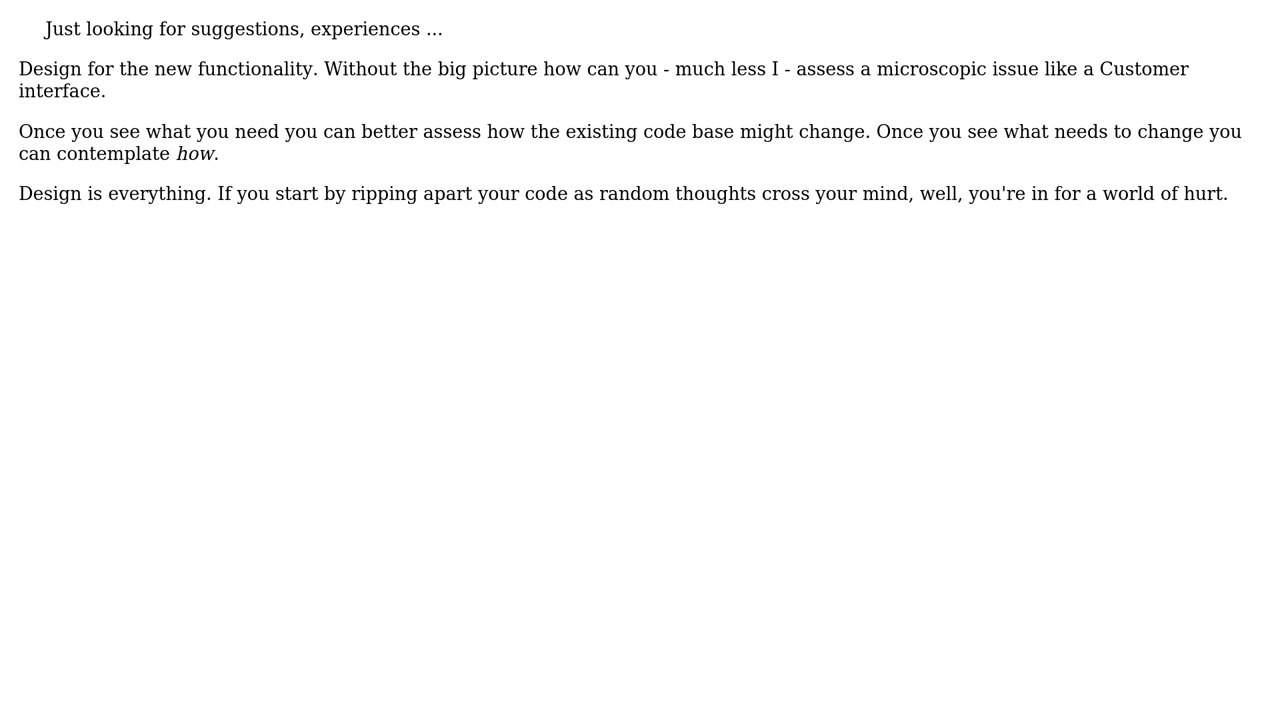 Just looking for suggestions, experiences ...
Design for the new functionality. Without the big picture how can you - much less I - assess a microscopic issue like a Customer
interface.
Once you see what you need you can better assess how the existing code base might change. Once you see what needs to change you
can contemplate how.
Design is everything. If you start by ripping apart your code as random thoughts cross your mind, well, you're in for a world of hurt.